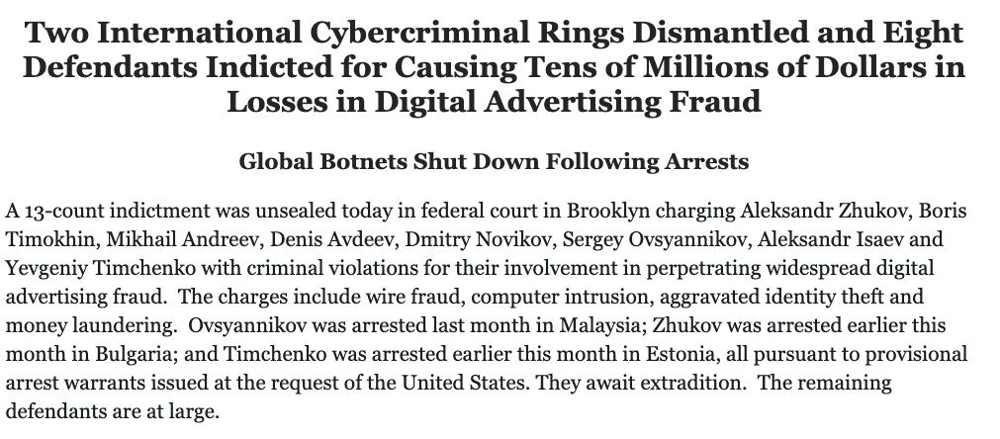 Two International Cybercriminal Rings Dismantled and Eight
Defendants Indicted for Causing Tens of Millions of Dollars in
Losses in Digital Advertising Fraud
Global Botnets Shut Down Following Arrests
A 13-count indictment was unsealed today in federal court in Brooklyn charging Aleksandr Zhukov, Boris
Timokhin, Mikhail Andreev, Denis Avdeev, Dmitry Novikov, Sergey Ovsyannikov, Aleksandr Isaev and
Yevgeniy Timchenko with criminal violations for their involvement in perpetrating widespread digital
advertising fraud.  The charges include wire fraud, computer intrusion, aggravated identity theft and
money laundering.  Ovsyannikov was arrested last month in Malaysia; Zhukov was arrested earlier this
month in Bulgaria; and Timchenko was arrested earlier this month in Estonia, all pursuant to provisional
arrest warrants issued at the request of the United States. They await extradition.  The remaining
defendants are at large.